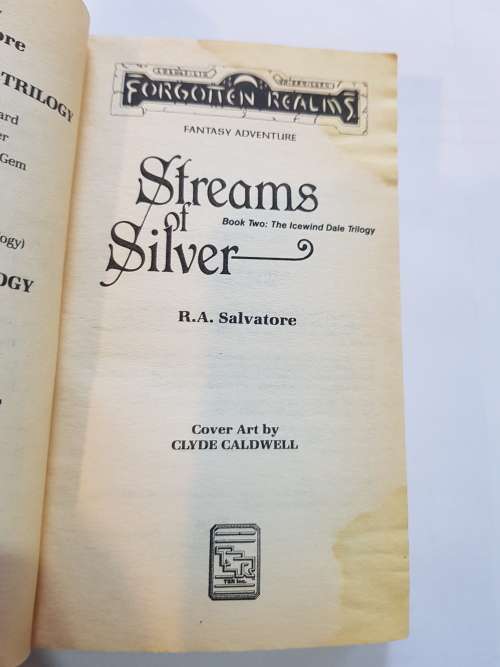 ore
TRILOGY
ard
er
Gem
ogy)
OGY
FORGOTTEN REALMS
FANTASY ADVENTURE
Streams
of
Book Two: The Icewind Dale Trilogy
Silver
R.A. Salvatore
Cover Art by
CLYDE CALDWELL
TSR
TSR Inc.